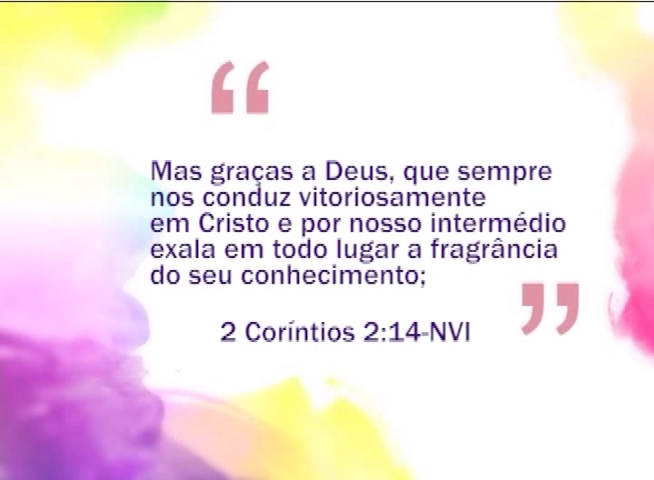 “
Mas graças a Deus, que sempre
nos conduz vitoriosamente
em Cristo e por nosso intermédio
exala em todo lugar a fragrância
do seu conhecimento;
”
2 Coríntios 2:14-NVI